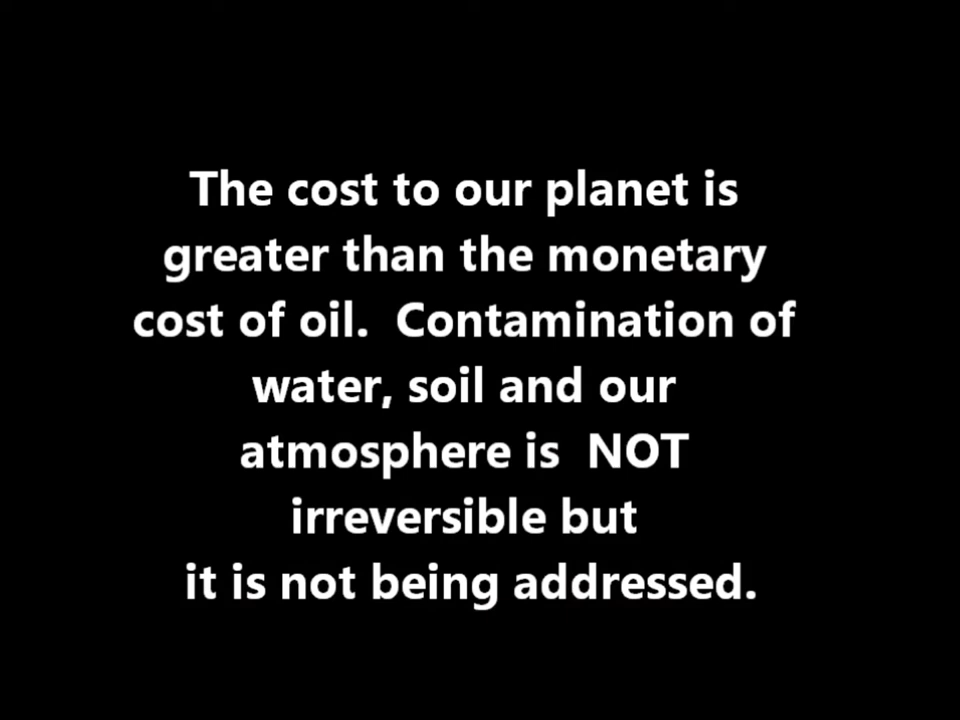 The cost to our planet is
greater than the monetary
cost of oil.  Contamination of
water, soil and our
atmosphere is  NOT
irreversible but
it is not being addressed.